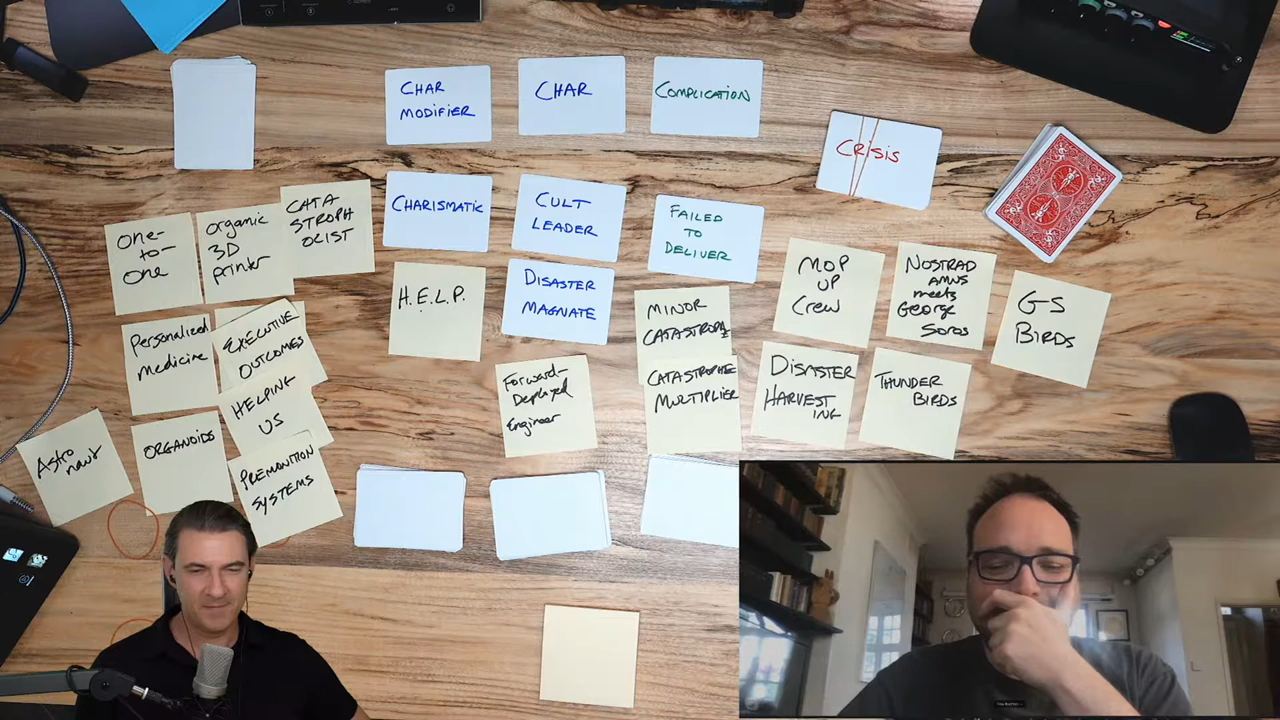 CHAR
MODIFIER
CHAR
COMPLICATION
CRISIS
CHARISMATIC
CULT
LEADER
FAILED
TO
DELIVER
ONE-
TO-
ONE
organic
3D
printer
CATA
STROPH
OLIST
H.E.L.P.
DISASTER
MAGNATE
MINOR
CATASTROPHE
MOP
UP
Crew
NOSTRAD
AMUS
meets
George
Soros
GS
BIRDS
Personalized
medicine
EXECUTIVE
OUTCOMES
HELPING
US
Forward-
Deployed
Engineer
CATASTROPHE
MULTIPLIER
DISASTER
HARVEST
ING
THUNDER
BIRDS
Astro
naut
ORGANOIDS
PREMONITION
SYSTEMS